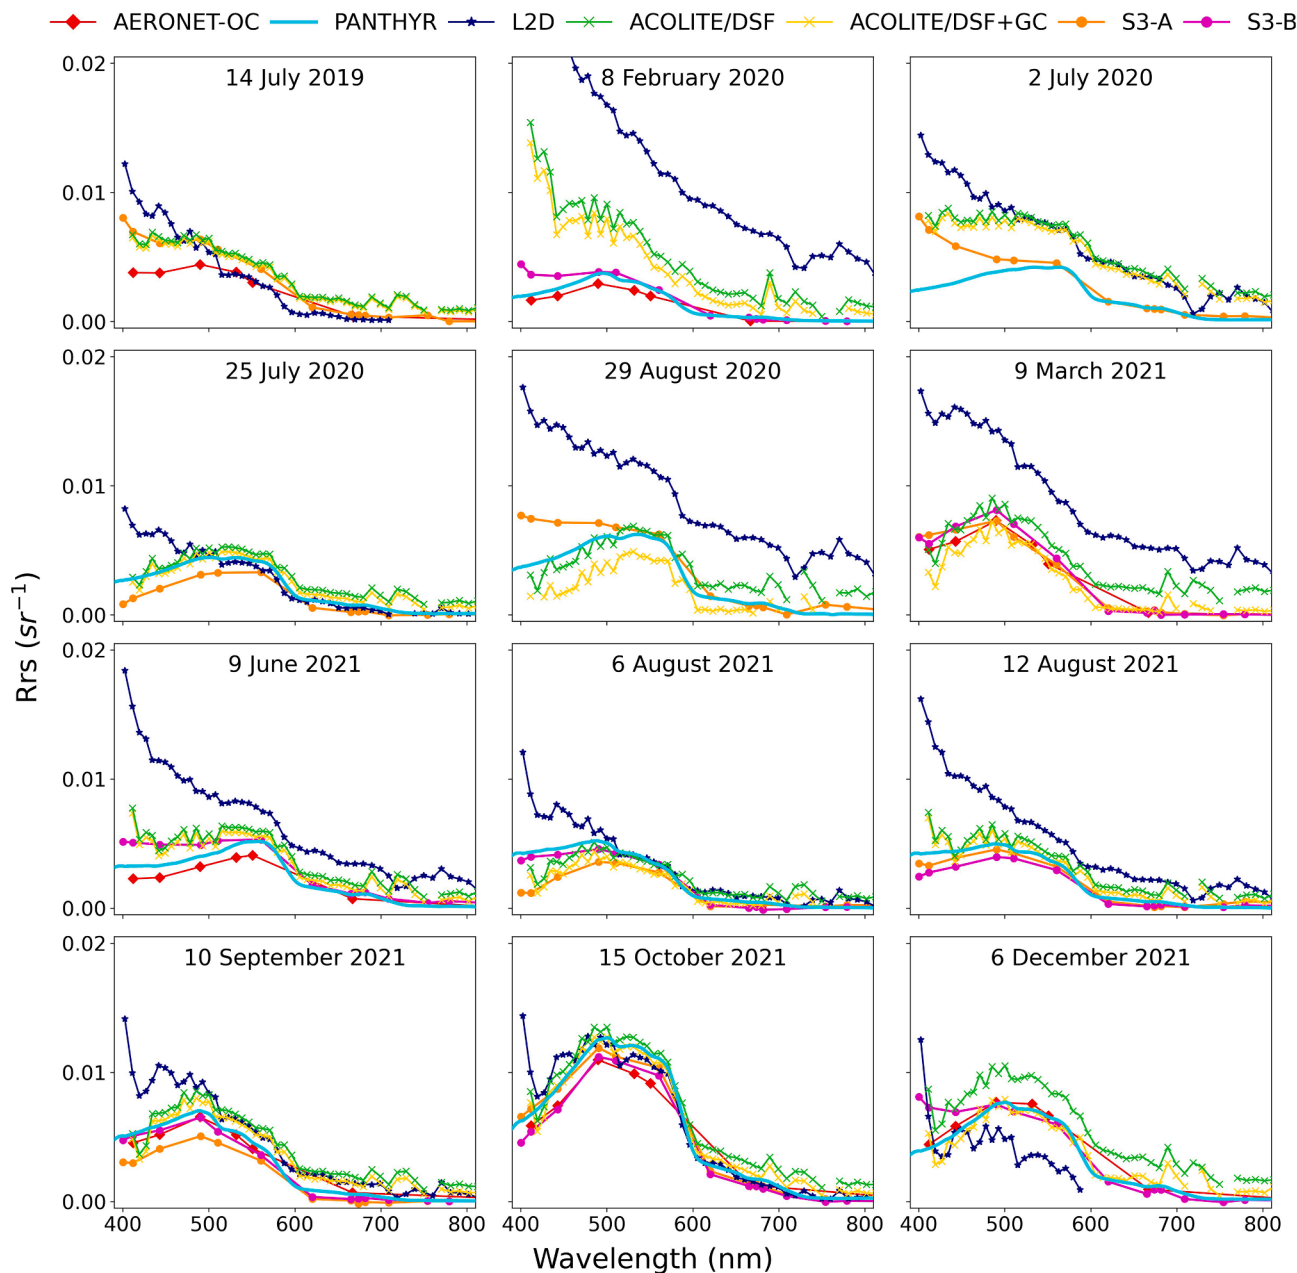 AERONET-OC PANTHYR L2D ACOLITE/DSF ACOLITE/DSF+GC S3-A S3-B
0.02 14 July 2019 8 February 2020 2 July 2020
0.01
0.00
0.02 25 July 2020 29 August 2020 9 March 2021
0.01
0.00
Rrs (sr⁻¹)
0.02 9 June 2021 6 August 2021 12 August 2021
0.01
0.00
0.02 10 September 2021 15 October 2021 6 December 2021
0.01
0.00
400 500 600 700 800 400 500 600 700 800 400 500 600 700 800
Wavelength (nm)